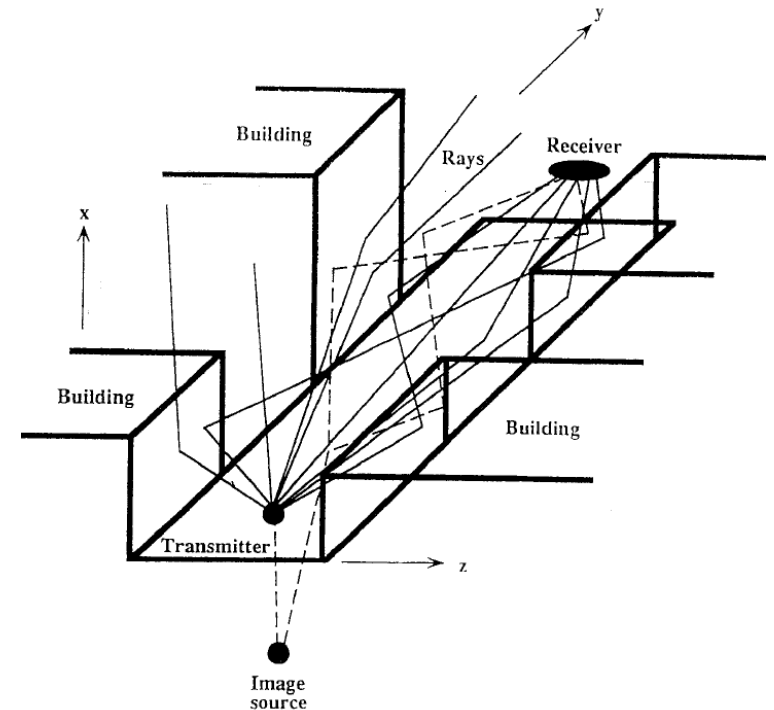 y
Building
Rays
Receiver
x
Building
Building
Transmitter
z
Image
source